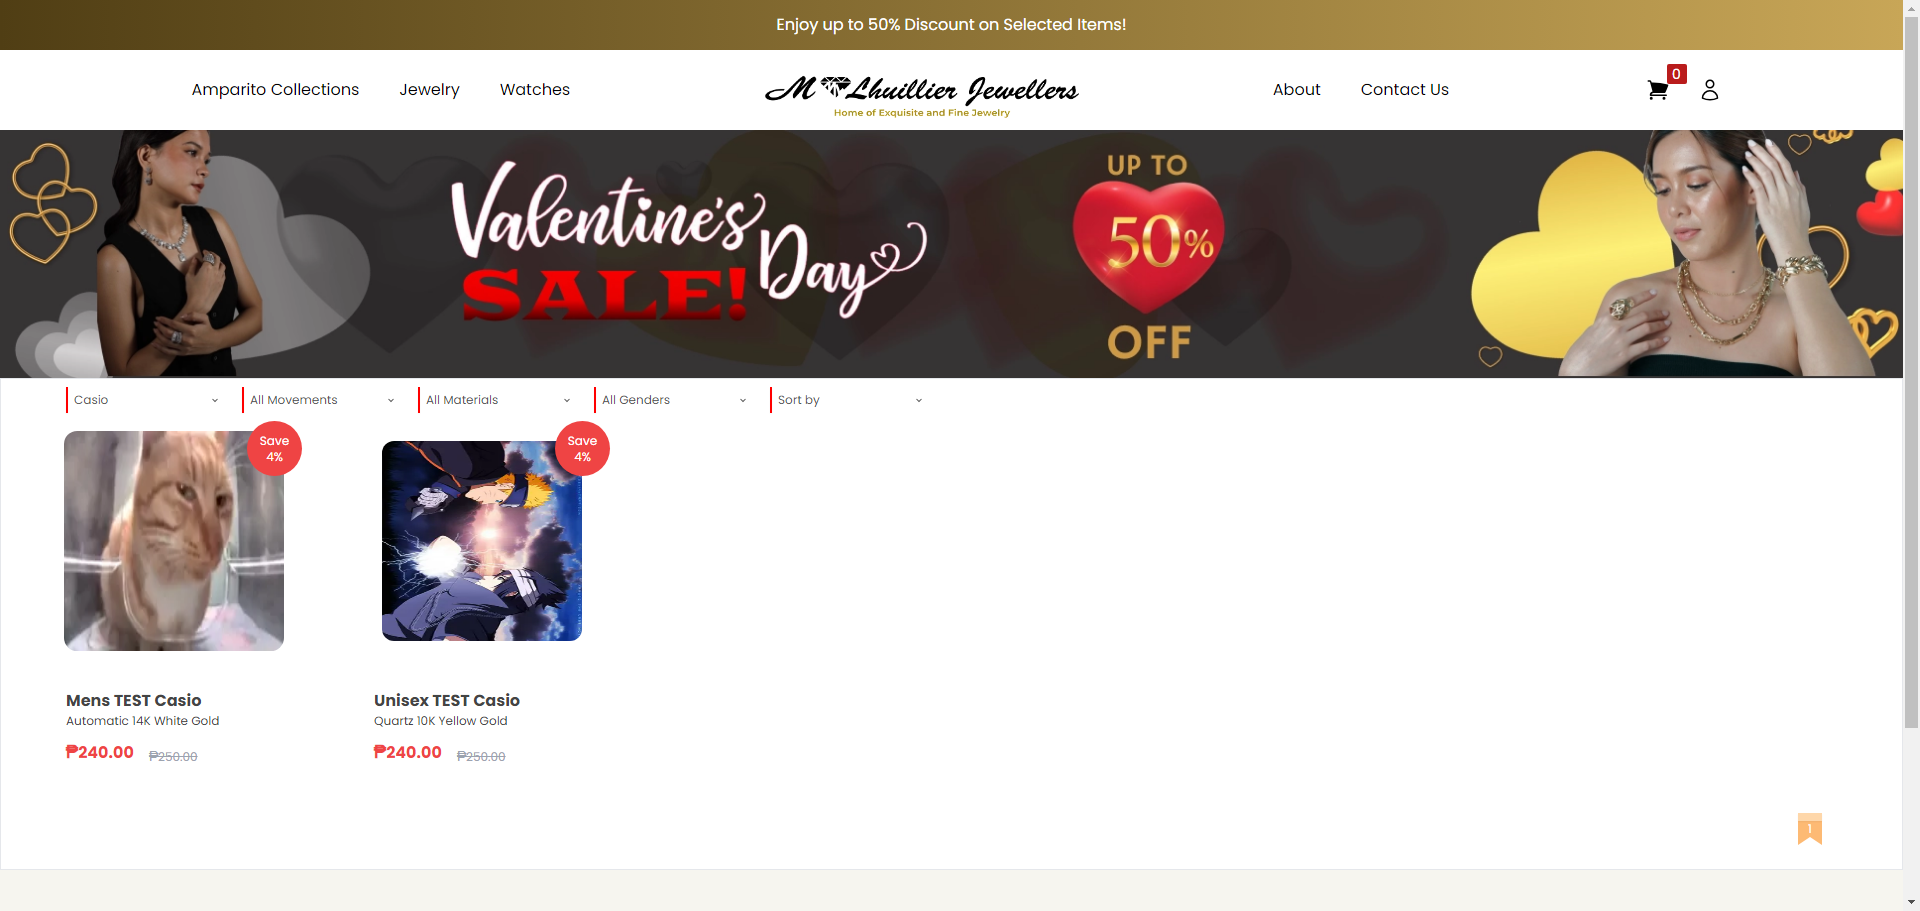 Enjoy up to 50% Discount on Selected Items!
Amparito Collections Jewelry Watches
M Lhuillier Jewellers
Home of Exquisite and Fine Jewelry
About Contact Us
0
Valentine's
Day
SALE!
UP TO
50%
OFF
Casio All Movements All Materials All Genders Sort by
Save
4%
Save
4%
Mens TEST Casio
Automatic 14K White Gold
₱240.00 ₱250.00
Unisex TEST Casio
Quartz 10K Yellow Gold
₱240.00 ₱250.00
1